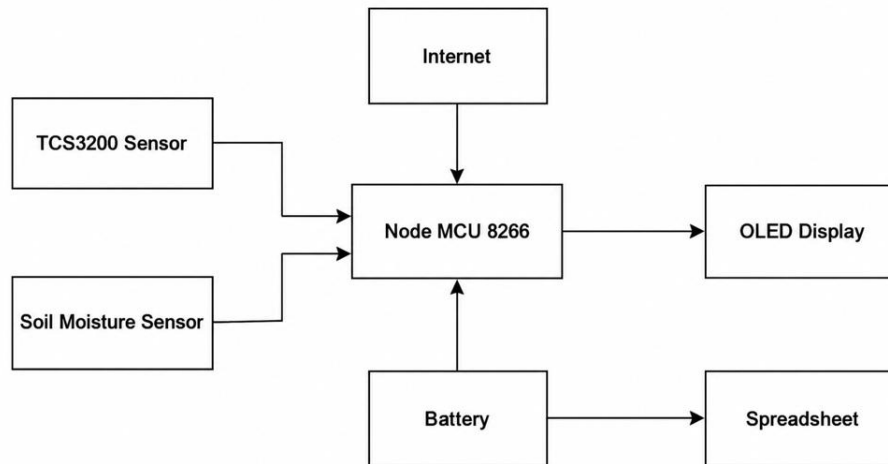 Internet
TCS3200 Sensor
Node MCU 8266
OLED Display
Soil Moisture Sensor
Battery
Spreadsheet